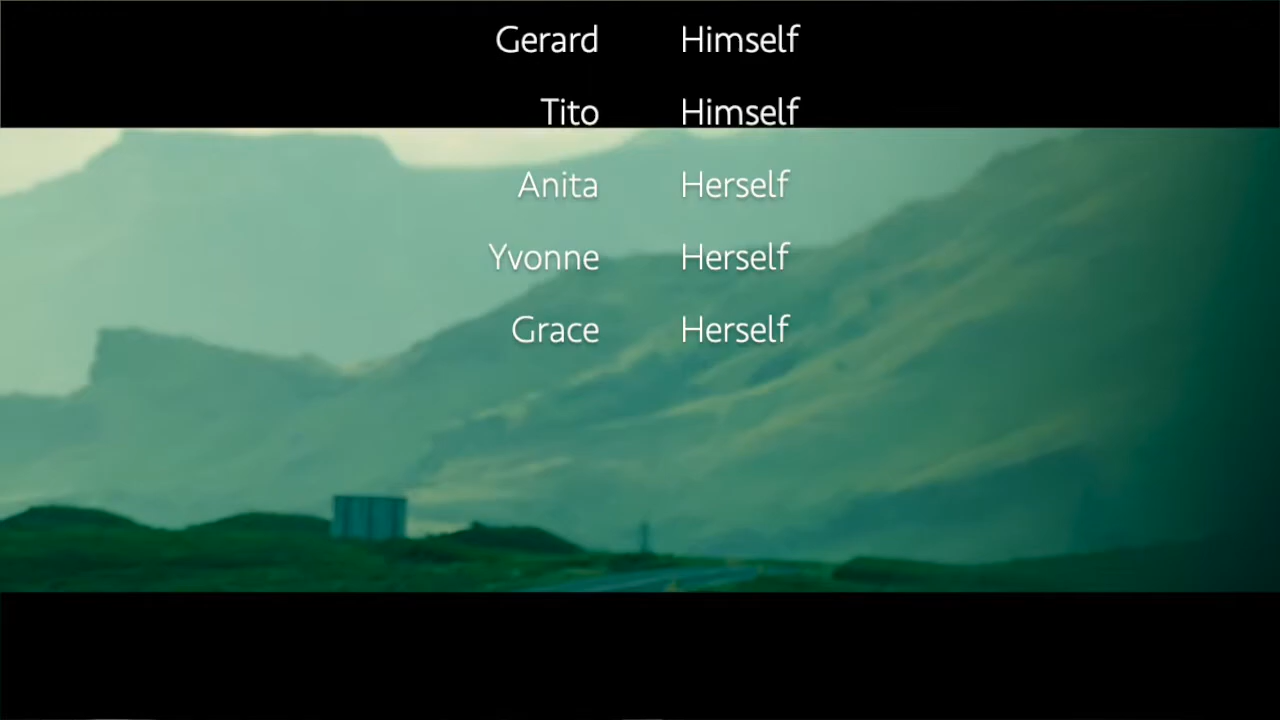 Gerard Himself
Tito Himself
Anita Herself
Yvonne Herself
Grace Herself